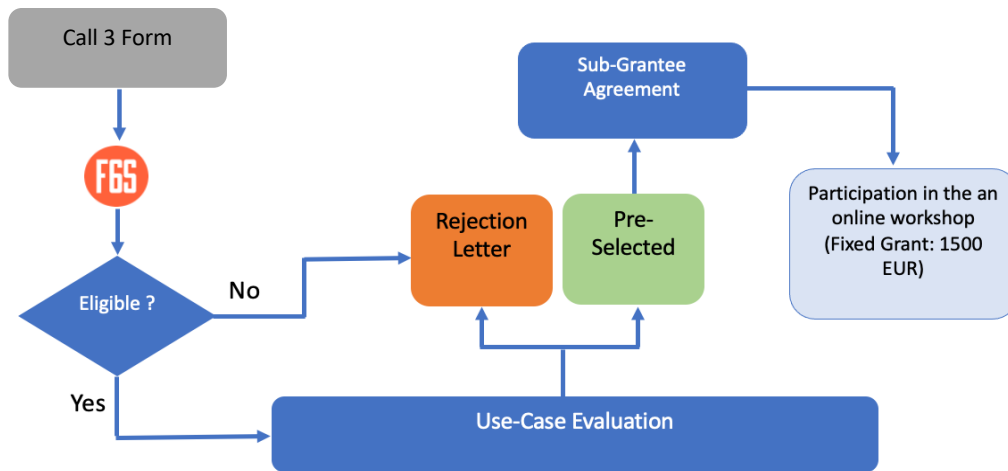 Call 3 Form
F6S
Eligible ?
No
Yes
Rejection
Letter
Pre-
Selected
Sub-Grantee
Agreement
Participation in the an
online workshop
(Fixed Grant: 1500
EUR)
Use-Case Evaluation